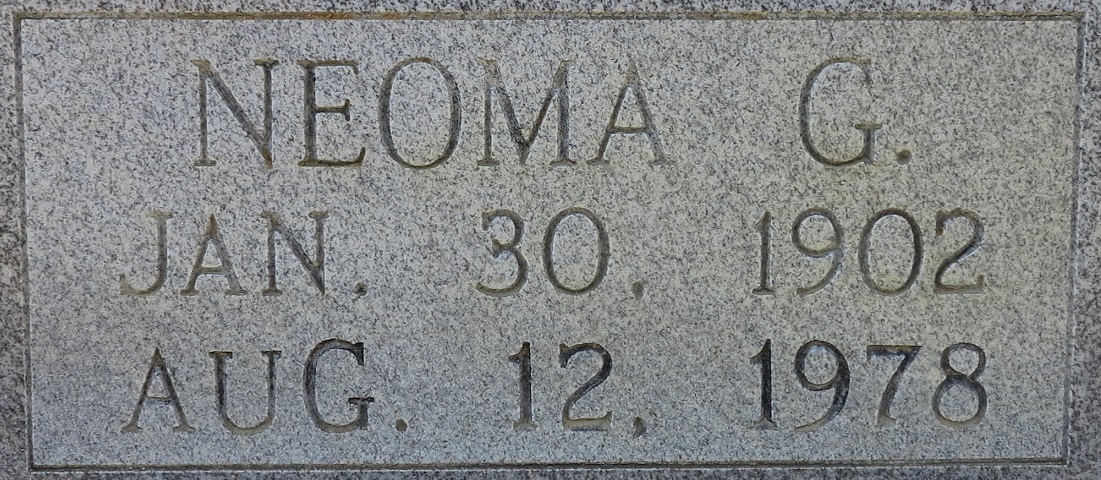 NEOMA G.
JAN. 30, 1902
AUG. 12, 1978